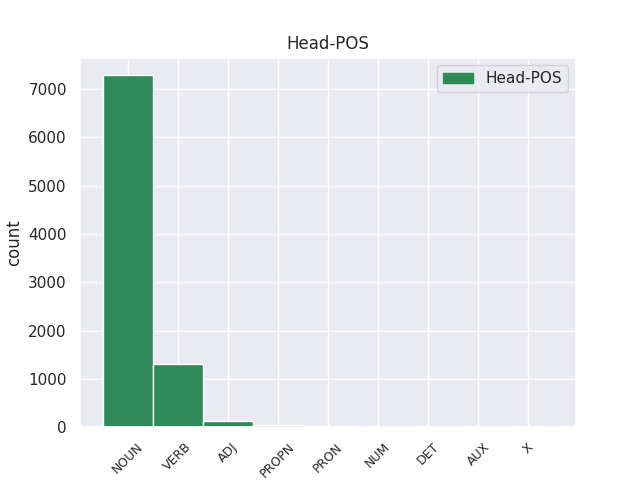 Head-POS
Head-POS
7000
6000
5000
4000
3000
2000
1000
0
count
NOUN
VERB
ADJ
PROPN
PRON
NUM
DET
AUX
X